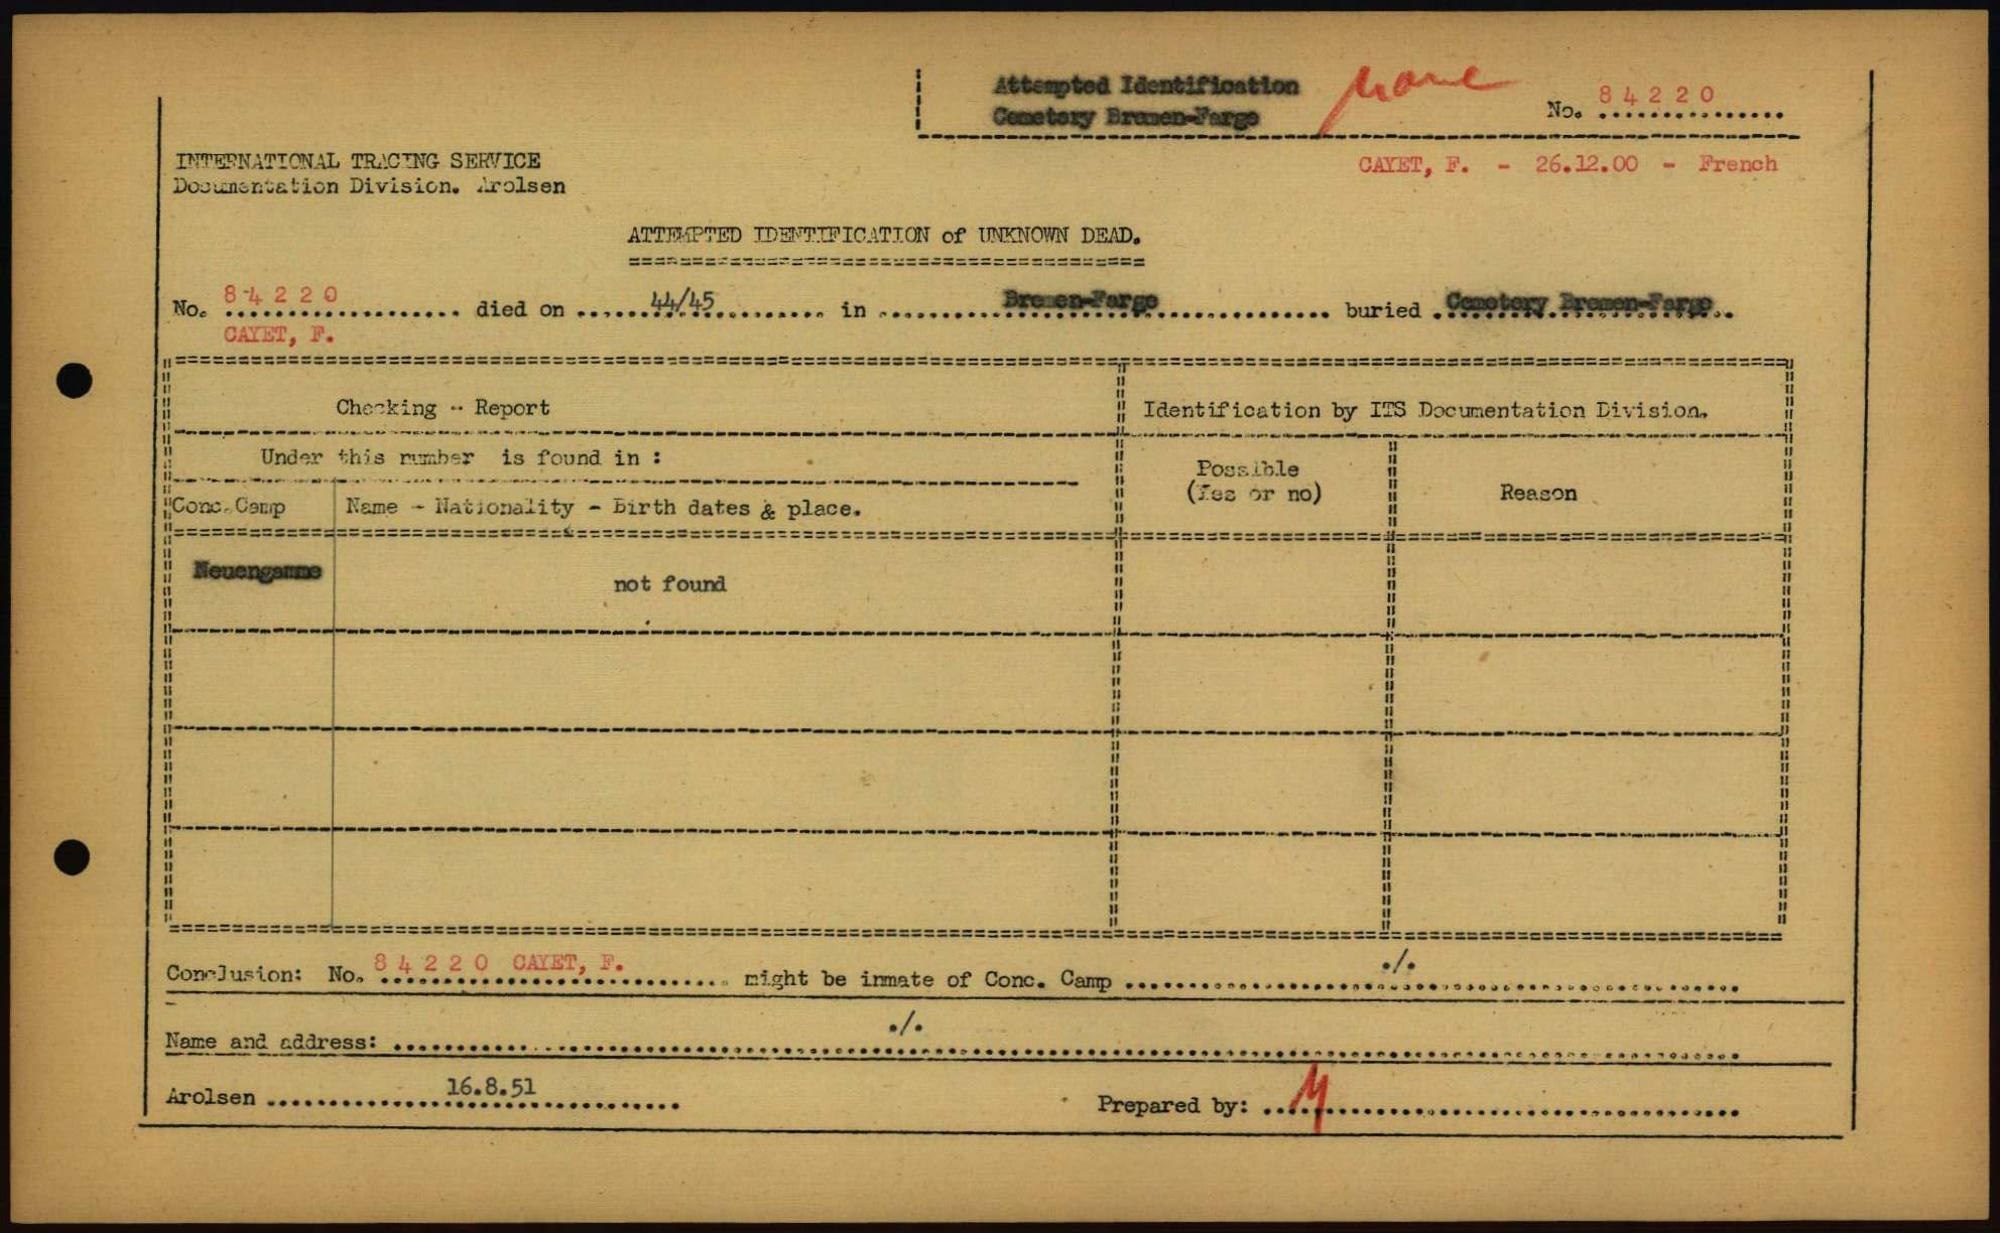 Attempted Identification
Cemetery Bremen-Farge
none
No. 84220
CAYET, F. - 26.12.00 - French
INTERNATIONAL TRACING SERVICE
Documentation Division. Arolsen
ATTEMPTED IDENTIFICATION of UNKNOWN DEAD.
No. 84220 died on 44/45 in Bremen-Farge buried Cemetery Bremen-Farge
CAYET, F.
Checking - Report
Identification by ITS Documentation Division.
Under this number is found in :
Possible
(Yes or no)
Reason
Conc.Camp
Name - Nationality - Birth dates & place.
Neuengamme
not found
Conclusion: No. 84220 CAYET, F. might be inmate of Conc. Camp ./.
Name and address: ./.
Arolsen 16.8.51
Prepared by: